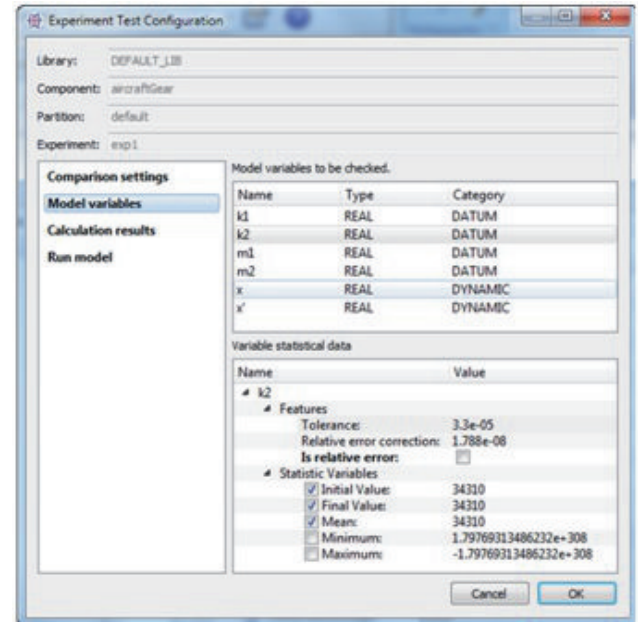 Experiment Test Configuration
Library: DEFAULT_LIB
Component: aircraftGear
Partition: default
Experiment: exp1
Comparison settings
Model variables
Calculation results
Run model
Model variables to be checked.
Name Type Category
k1 REAL DATUM
k2 REAL DATUM
m1 REAL DATUM
m2 REAL DATUM
x REAL DYNAMIC
x' REAL DYNAMIC
Variable statistical data
Name Value
k2
Features
Tolerance: 3.3e-05
Relative error correction: 1.788e-08
Is relative error:
Statistic Variables
Initial Value: 34310
Final Value: 34310
Mean: 34310
Minimum: 1.79769313486232e+308
Maximum: -1.79769313486232e+308
Cancel OK